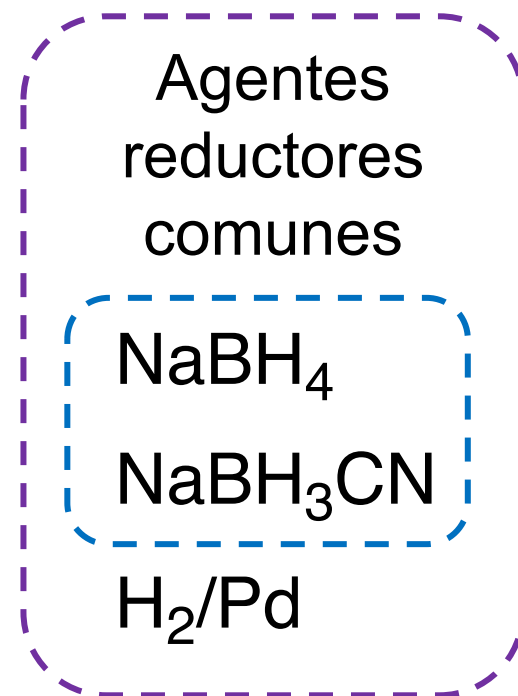 Agentes
reductores
comunes
NaBH₄
NaBH₃CN
H₂/Pd